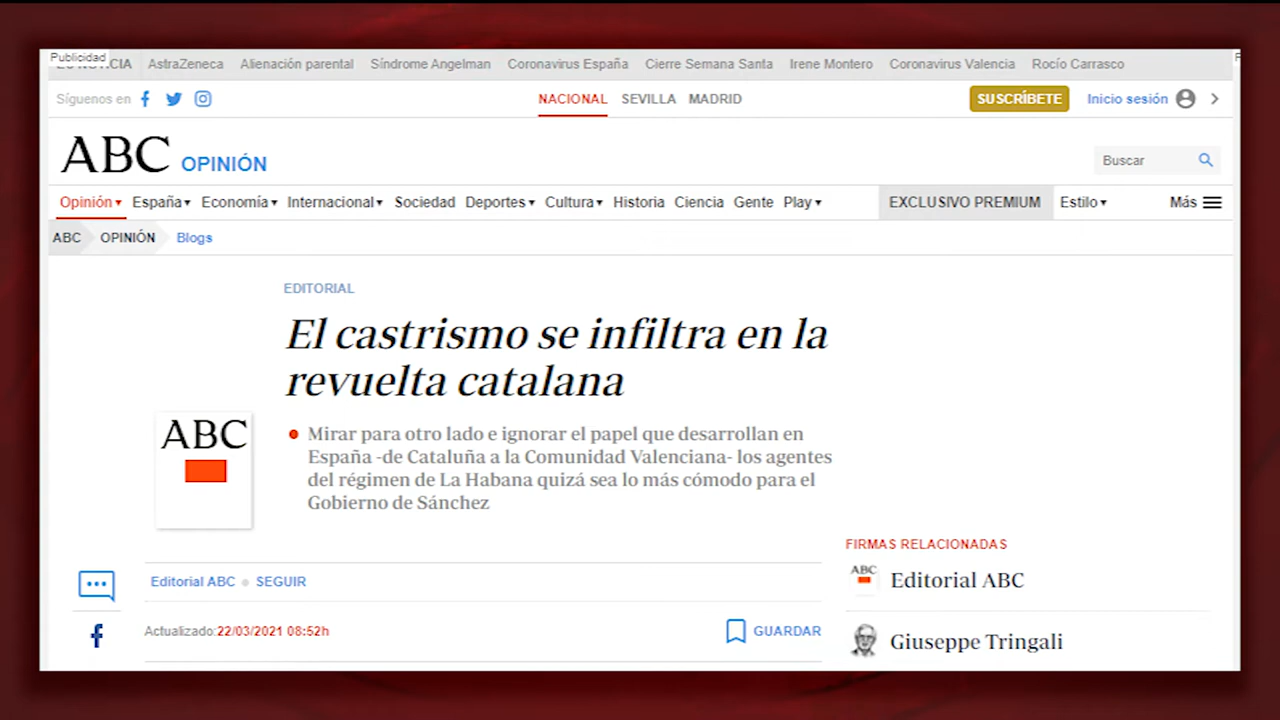 Publicidad
ES NOTICIA AstraZeneca Alienación parental Síndrome Angelman Coronavirus España Cierre Semana Santa Irene Montero Coronavirus Valencia Rocío Carrasco
Síguenos en NACIONAL SEVILLA MADRID SUSCRÍBETE Inicio sesión
ABC OPINIÓN Buscar
Opinión España Economía Internacional Sociedad Deportes Cultura Historia Ciencia Gente Play EXCLUSIVO PREMIUM Estilo Más
ABC OPINIÓN Blogs
EDITORIAL
El castrismo se infiltra en la
revuelta catalana
ABC
Mirar para otro lado e ignorar el papel que desarrollan en
España -de Cataluña a la Comunidad Valenciana- los agentes
del régimen de La Habana quizá sea lo más cómodo para el
Gobierno de Sánchez
Editorial ABC SEGUIR
Actualizado:22/03/2021 08:52h GUARDAR
FIRMAS RELACIONADAS
ABC
Editorial ABC
Giuseppe Tringali